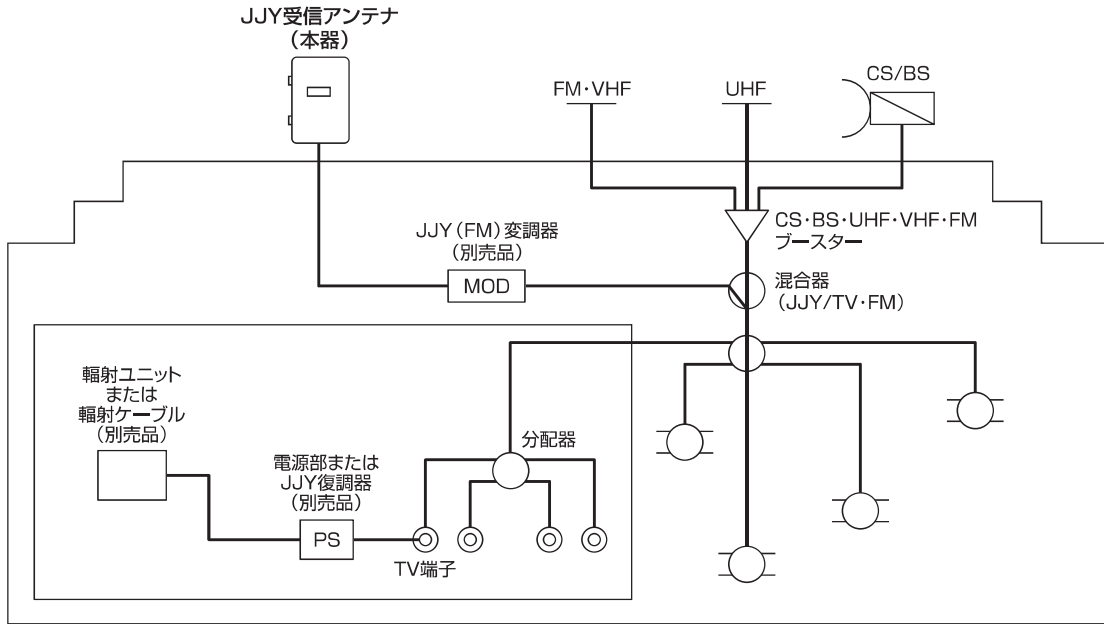 JJY受信アンテナ
（本器）
FM・VHF
UHF
CS/BS
CS・BS・UHF・VHF・FM
ブースター
JJY（FM）変調器
（別売品）
MOD
混合器
（JJY/TV・FM）
輻射ユニット
または
輻射ケーブル
（別売品）
電源部または
JJY復調器
（別売品）
PS
分配器
TV端子